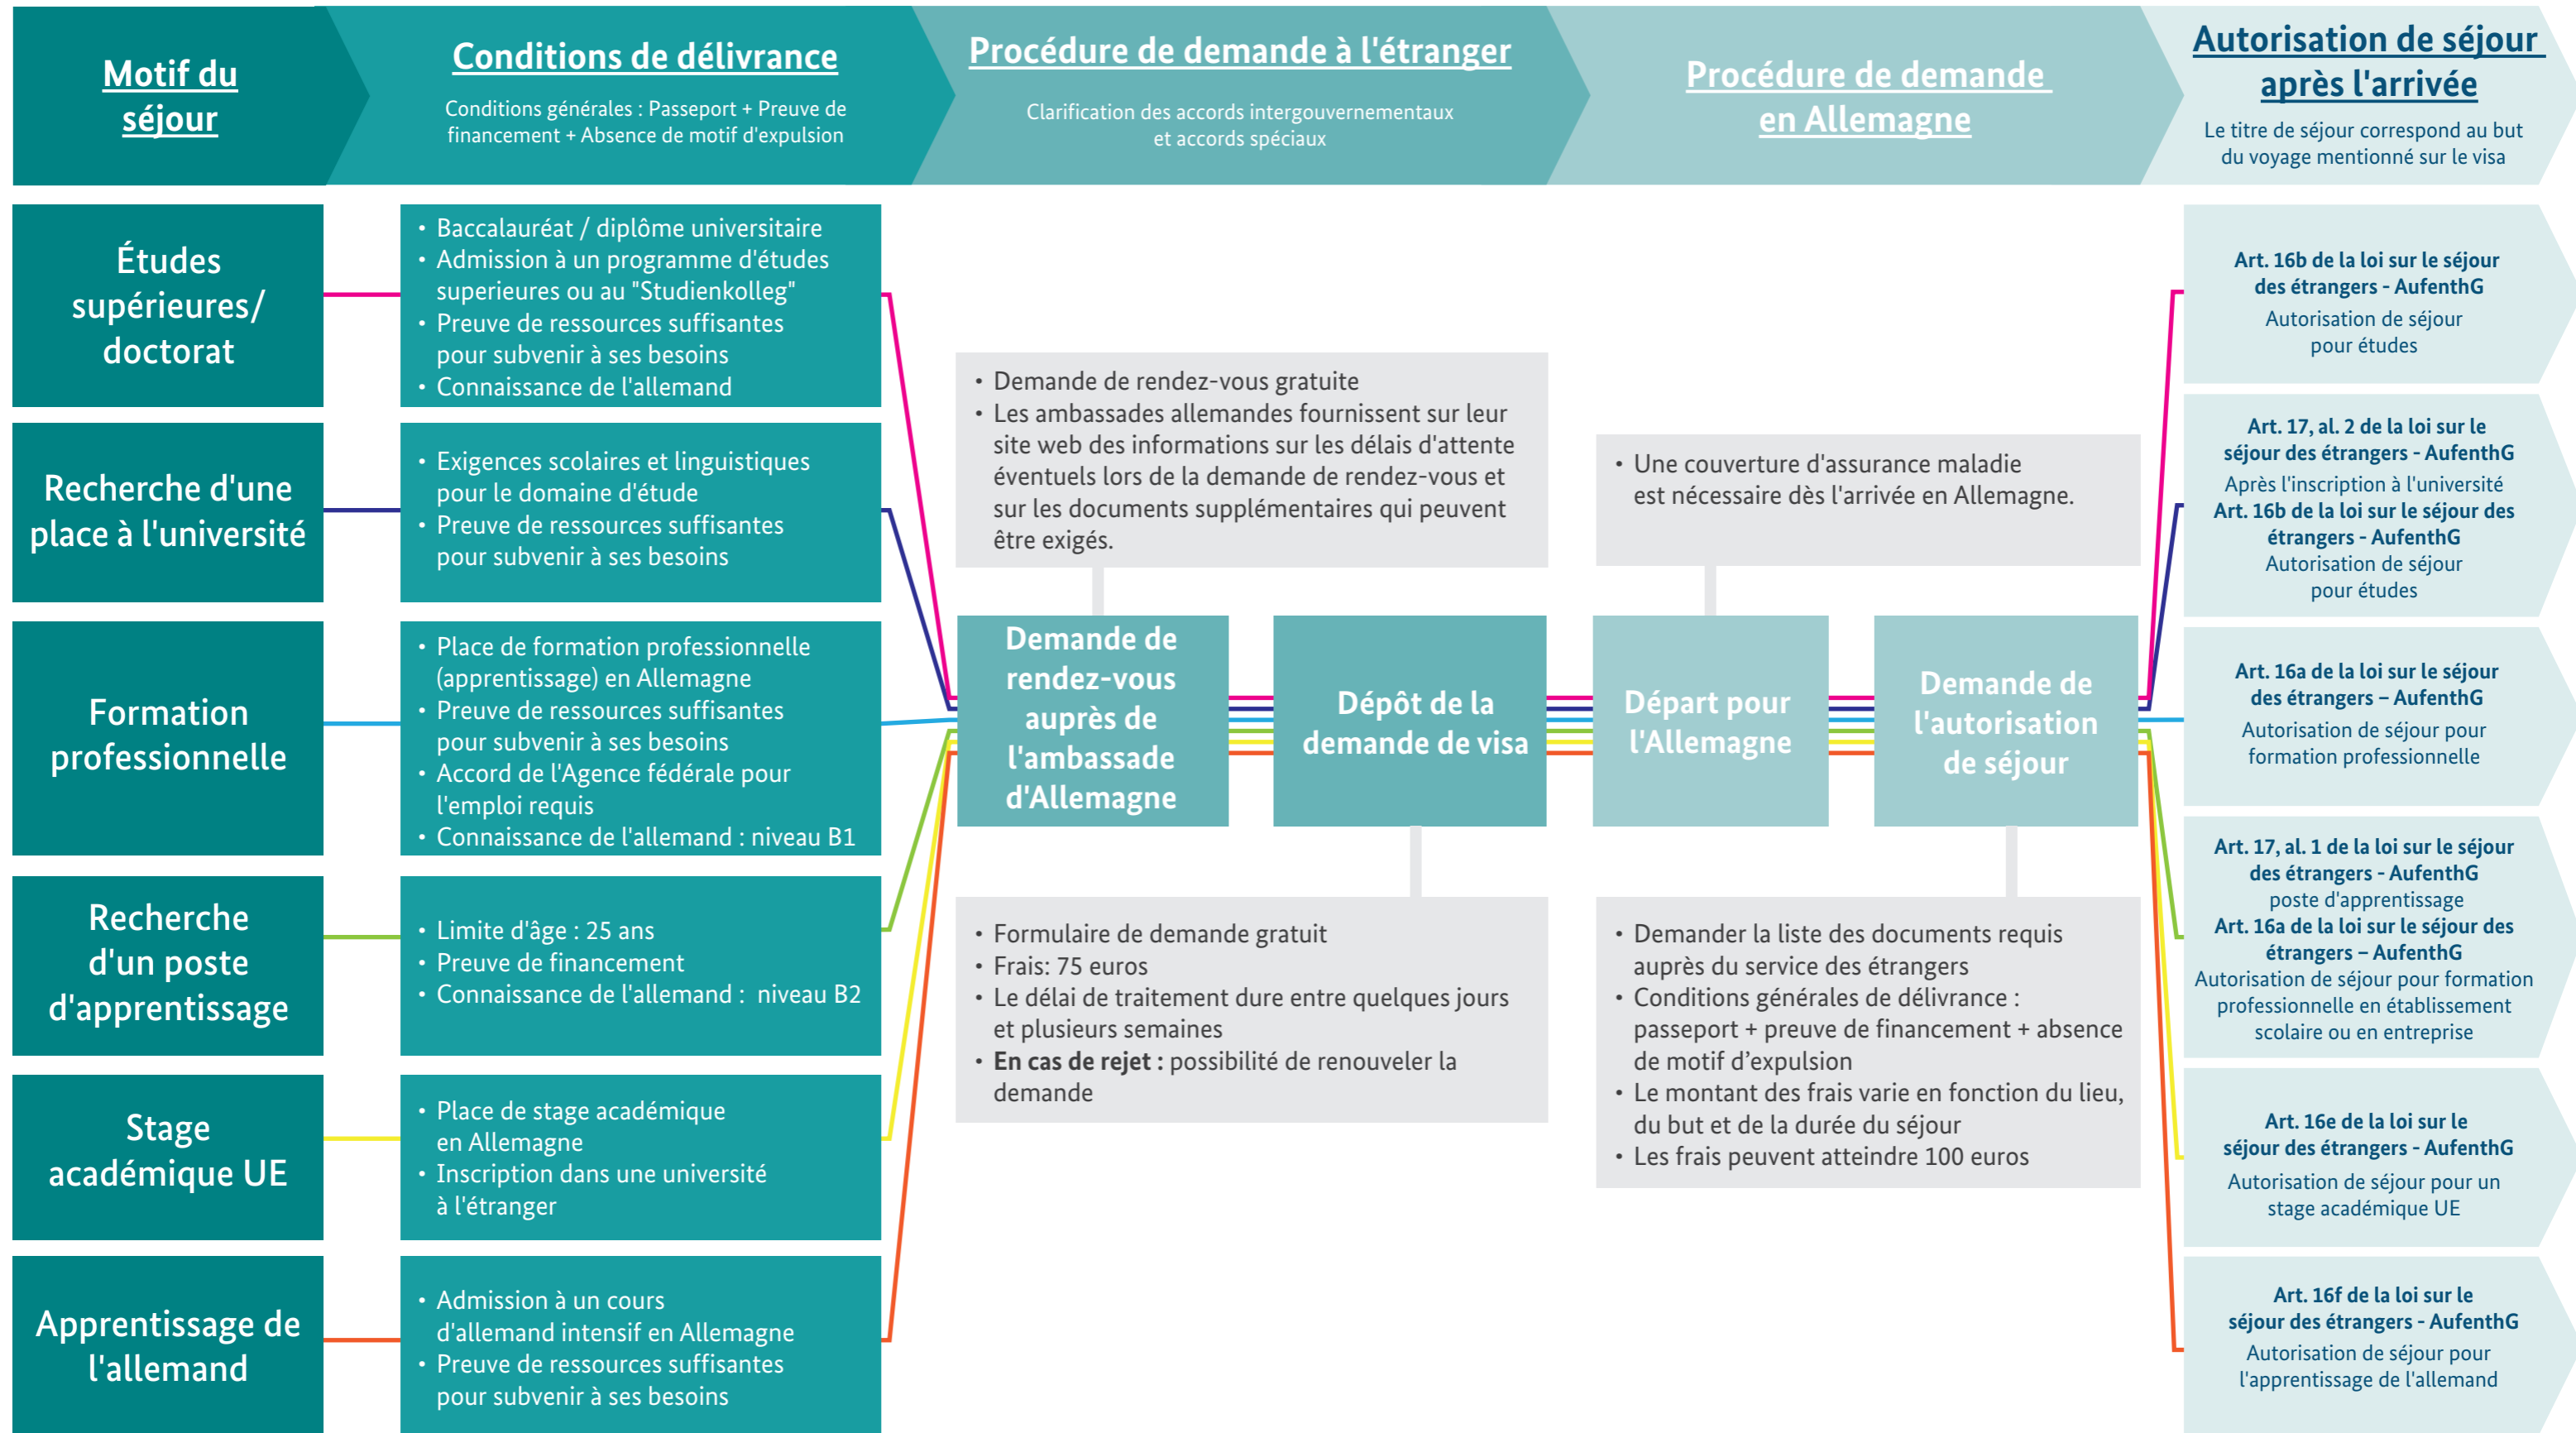 Motif du
séjour
Conditions de délivrance
Conditions générales : Passeport + Preuve de
financement + Absence de motif d'expulsion
Procédure de demande à l'étranger
Clarification des accords intergouvernementaux
et accords spéciaux
Procédure de demande
en Allemagne
Autorisation de séjour
après l'arrivée
Le titre de séjour correspond au but
du voyage mentionné sur le visa
Études
supérieures/
doctorat
• Baccalauréat / diplôme universitaire
• Admission à un programme d'études
superieures ou au "Studienkolleg"
• Preuve de ressources suffisantes
pour subvenir à ses besoins
• Connaissance de l'allemand
Recherche d'une
place à l'université
• Exigences scolaires et linguistiques
pour le domaine d'étude
• Preuve de ressources suffisantes
pour subvenir à ses besoins
Formation
professionnelle
• Place de formation professionnelle
(apprentissage) en Allemagne
• Preuve de ressources suffisantes
pour subvenir à ses besoins
• Accord de l'Agence fédérale pour
l'emploi requis
• Connaissance de l'allemand : niveau B1
Recherche
d'un poste
d'apprentissage
• Limite d'âge : 25 ans
• Preuve de financement
• Connaissance de l'allemand : niveau B2
Stage
académique UE
• Place de stage académique
en Allemagne
• Inscription dans une université
à l'étranger
Apprentissage de
l'allemand
• Admission à un cours
d'allemand intensif en Allemagne
• Preuve de ressources suffisantes
pour subvenir à ses besoins
• Demande de rendez-vous gratuite
• Les ambassades allemandes fournissent sur leur
site web des informations sur les délais d'attente
éventuels lors de la demande de rendez-vous et
sur les documents supplémentaires qui peuvent
être exigés.
Demande de
rendez-vous
auprès de
l'ambassade
d'Allemagne
Dépôt de la
demande de visa
• Formulaire de demande gratuit
• Frais: 75 euros
• Le délai de traitement dure entre quelques jours
et plusieurs semaines
• En cas de rejet : possibilité de renouveler la
demande
• Une couverture d'assurance maladie
est nécessaire dès l'arrivée en Allemagne.
Départ pour
l'Allemagne
Demande de
l'autorisation
de séjour
• Demander la liste des documents requis
auprès du service des étrangers
• Conditions générales de délivrance :
passeport + preuve de financement + absence
de motif d’expulsion
• Le montant des frais varie en fonction du lieu,
du but et de la durée du séjour
• Les frais peuvent atteindre 100 euros
Art. 16b de la loi sur le séjour
des étrangers - AufenthG
Autorisation de séjour
pour études
Art. 17, al. 2 de la loi sur le
séjour des étrangers - AufenthG
Après l'inscription à l'université
Art. 16b de la loi sur le séjour des
étrangers - AufenthG
Autorisation de séjour
pour études
Art. 16a de la loi sur le séjour
des étrangers – AufenthG
Autorisation de séjour pour
formation professionnelle
Art. 17, al. 1 de la loi sur le séjour
des étrangers - AufenthG
poste d'apprentissage
Art. 16a de la loi sur le séjour des
étrangers – AufenthG
Autorisation de séjour pour formation
professionnelle en établissement
scolaire ou en entreprise
Art. 16e de la loi sur le
séjour des étrangers - AufenthG
Autorisation de séjour pour un
stage académique UE
Art. 16f de la loi sur le
séjour des étrangers - AufenthG
Autorisation de séjour pour
l'apprentissage de l'allemand